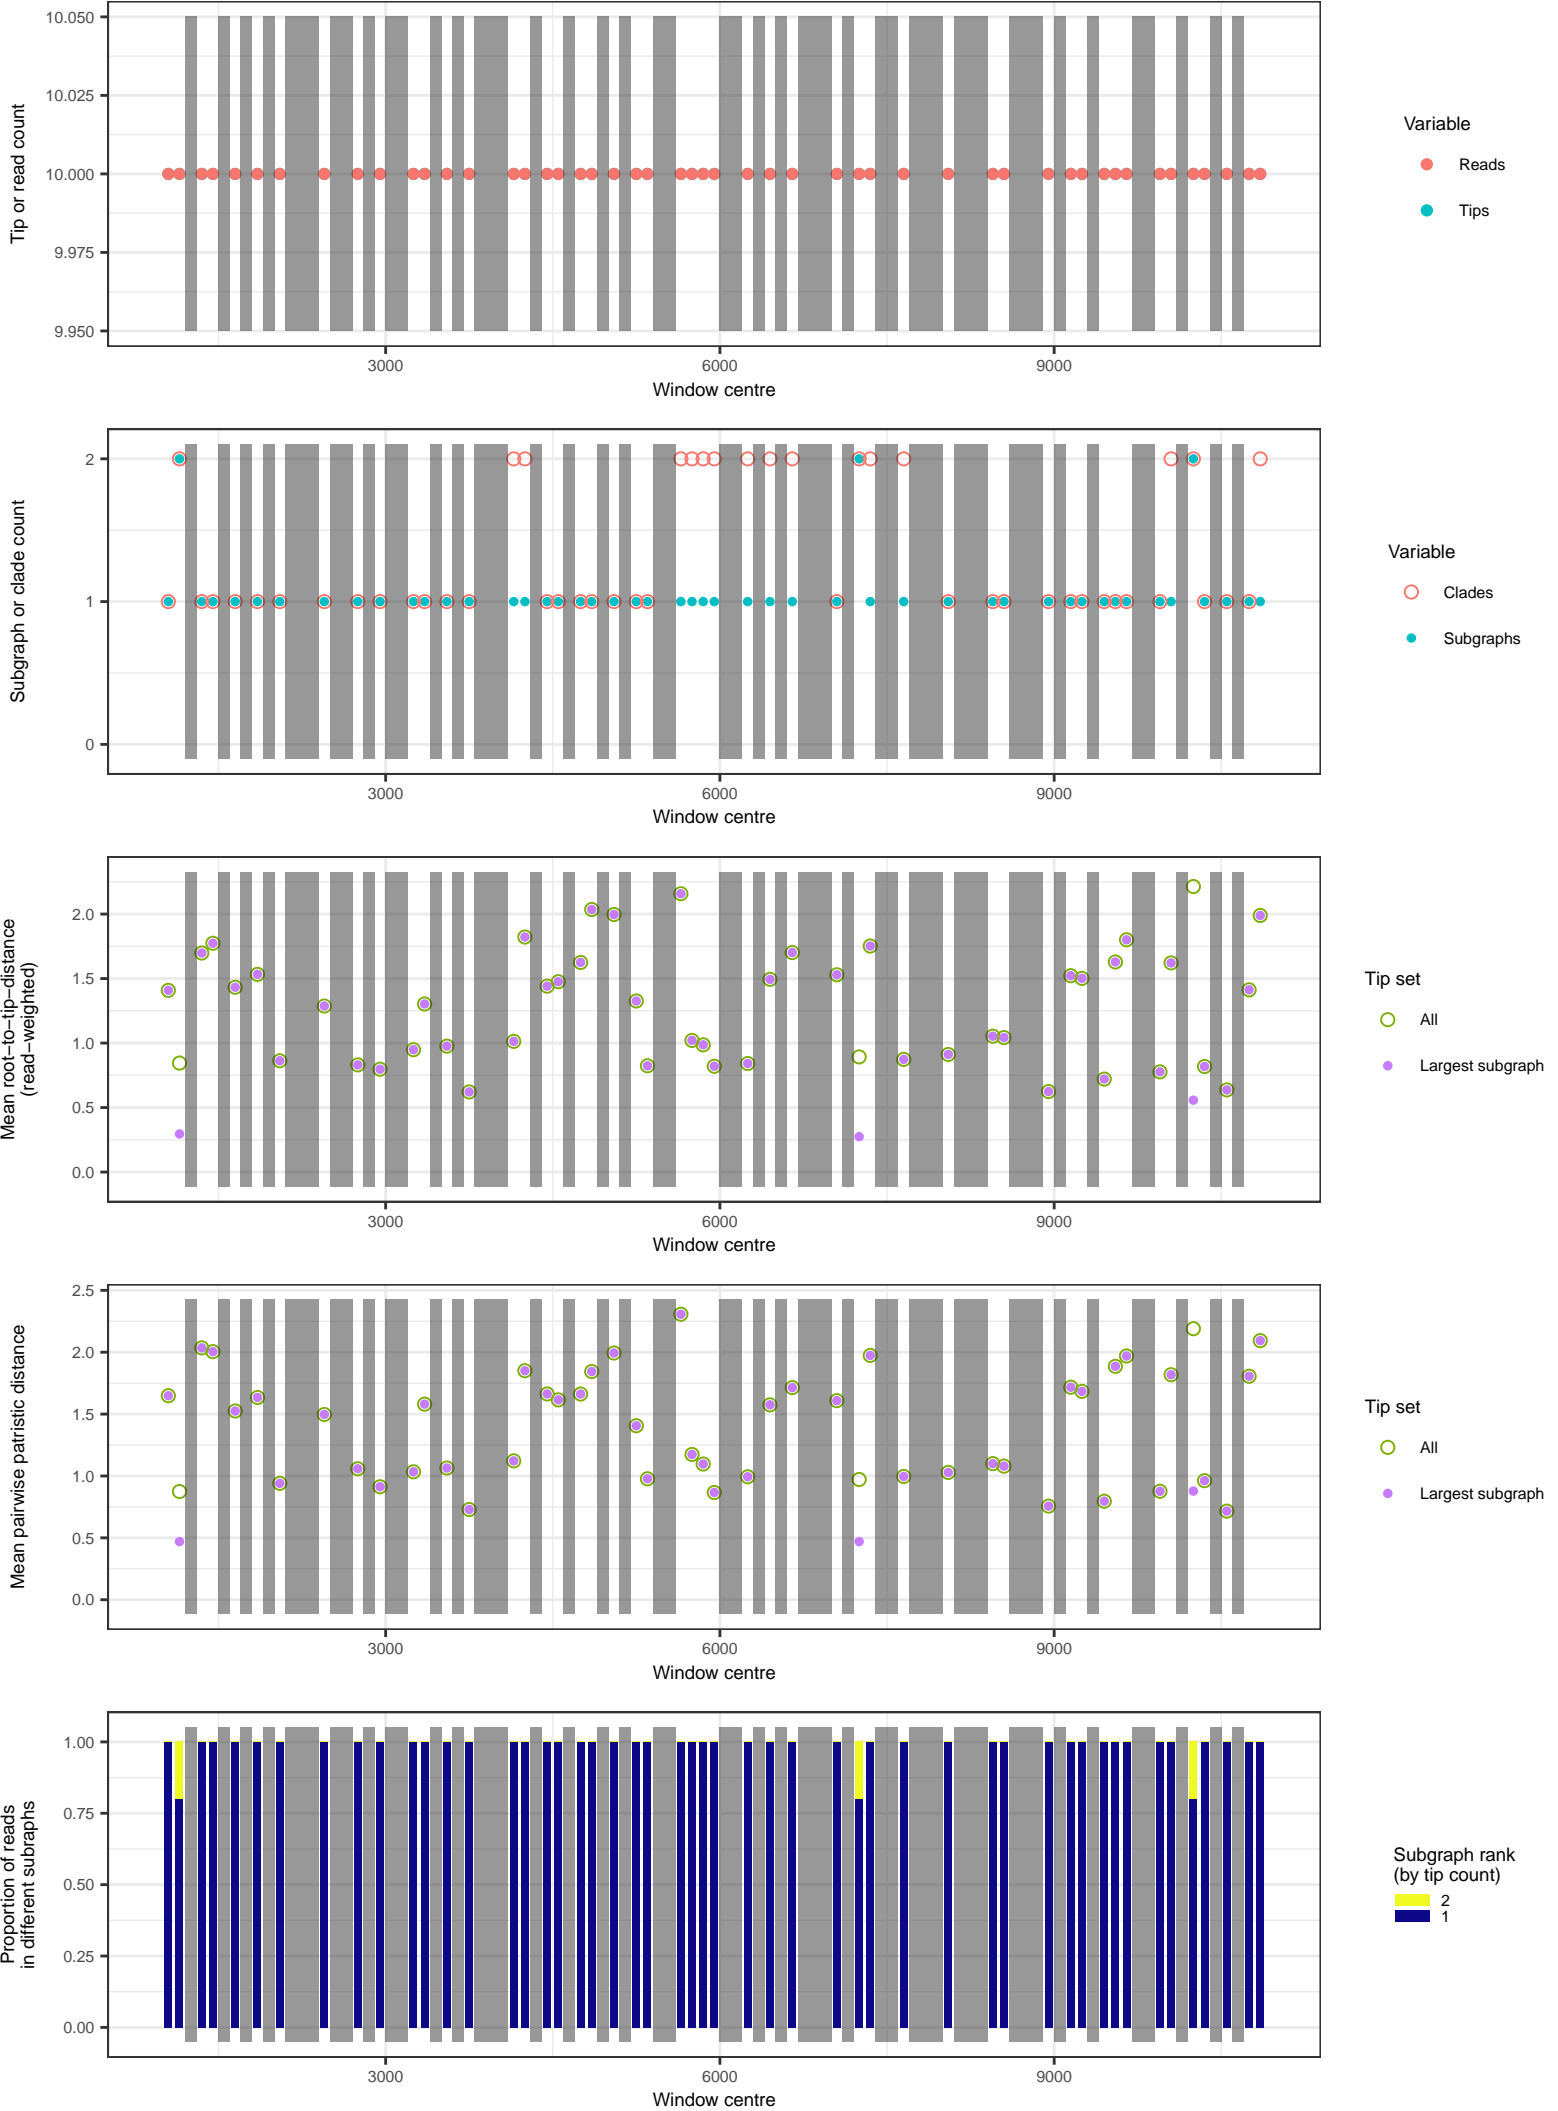 10.050
10.025
10.000
9.975
9.950
Tip or read count
3000
6000
9000
Window centre
Variable
Reads
Tips
2
1
0
Subgraph or clade count
3000
6000
9000
Window centre
Variable
Clades
Subgraphs
2.0
1.5
1.0
0.5
0.0
Mean root−to−tip−distance
(read−weighted)
3000
6000
9000
Window centre
Tip set
All
Largest subgraph
2.5
2.0
1.5
1.0
0.5
0.0
Mean pairwise patristic distance
3000
6000
9000
Window centre
Tip set
All
Largest subgraph
1.00
0.75
0.50
0.25
0.00
Proportion of reads
in different subraphs
3000
6000
9000
Window centre
Subgraph rank
(by tip count)
2
1